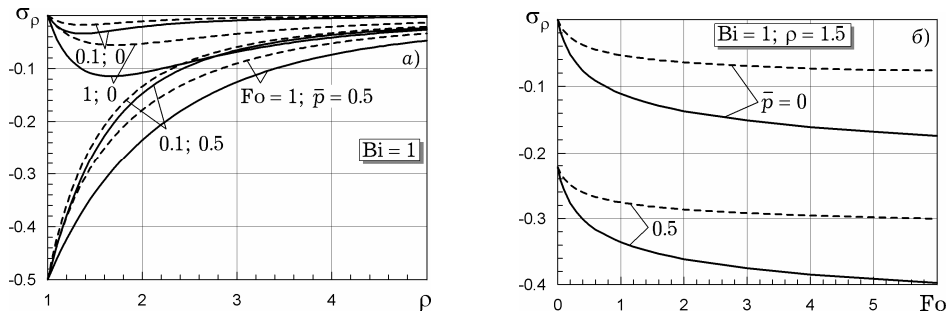 σρ
0.1; 0
1; 0
Fo = 1; p̅ = 0.5
0.1; 0.5
а)
Bi = 1
-0.1
-0.2
-0.3
-0.4
-0.5
1 2 3 4 ρ
σρ
0.0
Bi = 1; ρ = 1.5
б)
p̅ = 0
-0.1
-0.2
0.5
-0.3
-0.4
0 1 2 3 4 5 Fo